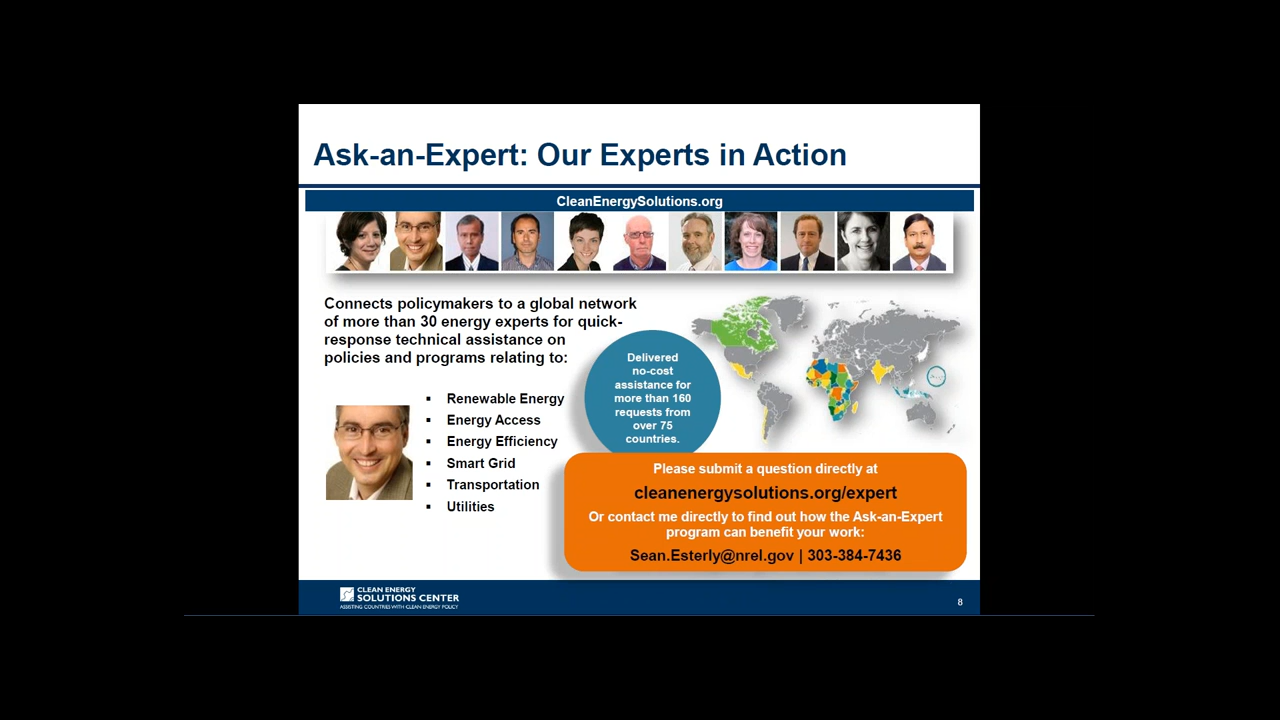 Ask-an-Expert: Our Experts in Action
CleanEnergySolutions.org
Connects policymakers to a global network
of more than 30 energy experts for quick-
response technical assistance on
policies and programs relating to:
▪ Renewable Energy
▪ Energy Access
▪ Energy Efficiency
▪ Smart Grid
▪ Transportation
▪ Utilities
Delivered
no-cost
assistance for
more than 160
requests from
over 75
countries.
Please submit a question directly at
cleanenergysolutions.org/expert
Or contact me directly to find out how the Ask-an-Expert
program can benefit your work:
Sean.Esterly@nrel.gov | 303-384-7436
CLEAN ENERGY
SOLUTIONS CENTER
ASSISTING COUNTRIES WITH CLEAN ENERGY POLICY
8